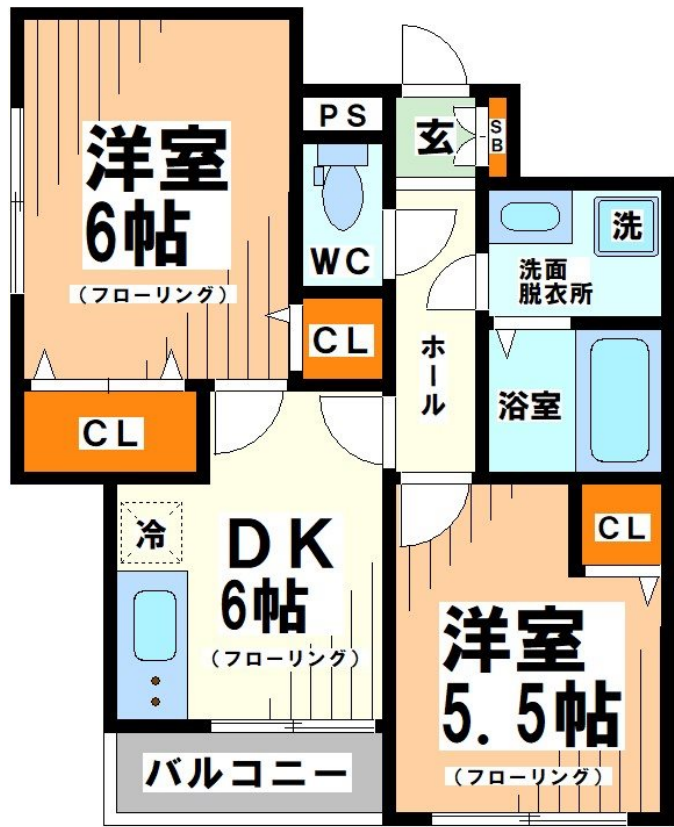 洋室
6帖
（フローリング）
PS
玄
SB
WC
洗
洗面
脱衣所
CL
ホール
浴室
CL
冷
DK
6帖
（フローリング）
CL
洋室
5.5帖
（フローリング）
バルコニー